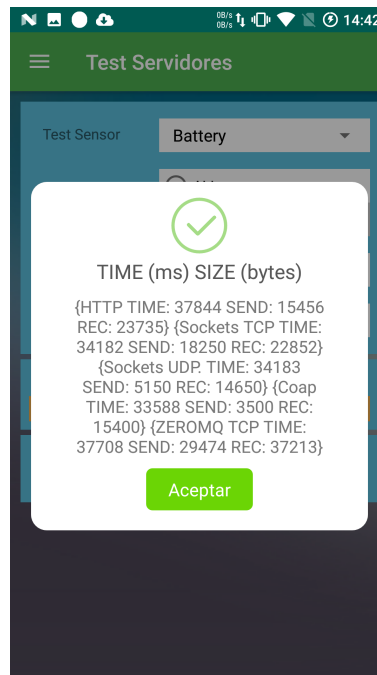 0B/s
0B/s
14:42
Test Servidores
Test Sensor
Battery
TIME (ms) SIZE (bytes)
{HTTP TIME: 37844 SEND: 15456
REC: 23735} {Sockets TCP TIME:
34182 SEND: 18250 REC: 22852}
{Sockets UDP. TIME: 34183
SEND: 5150 REC: 14650} {Coap
TIME: 33588 SEND: 3500 REC:
15400} {ZEROMQ TCP TIME:
37708 SEND: 29474 REC: 37213}
Aceptar